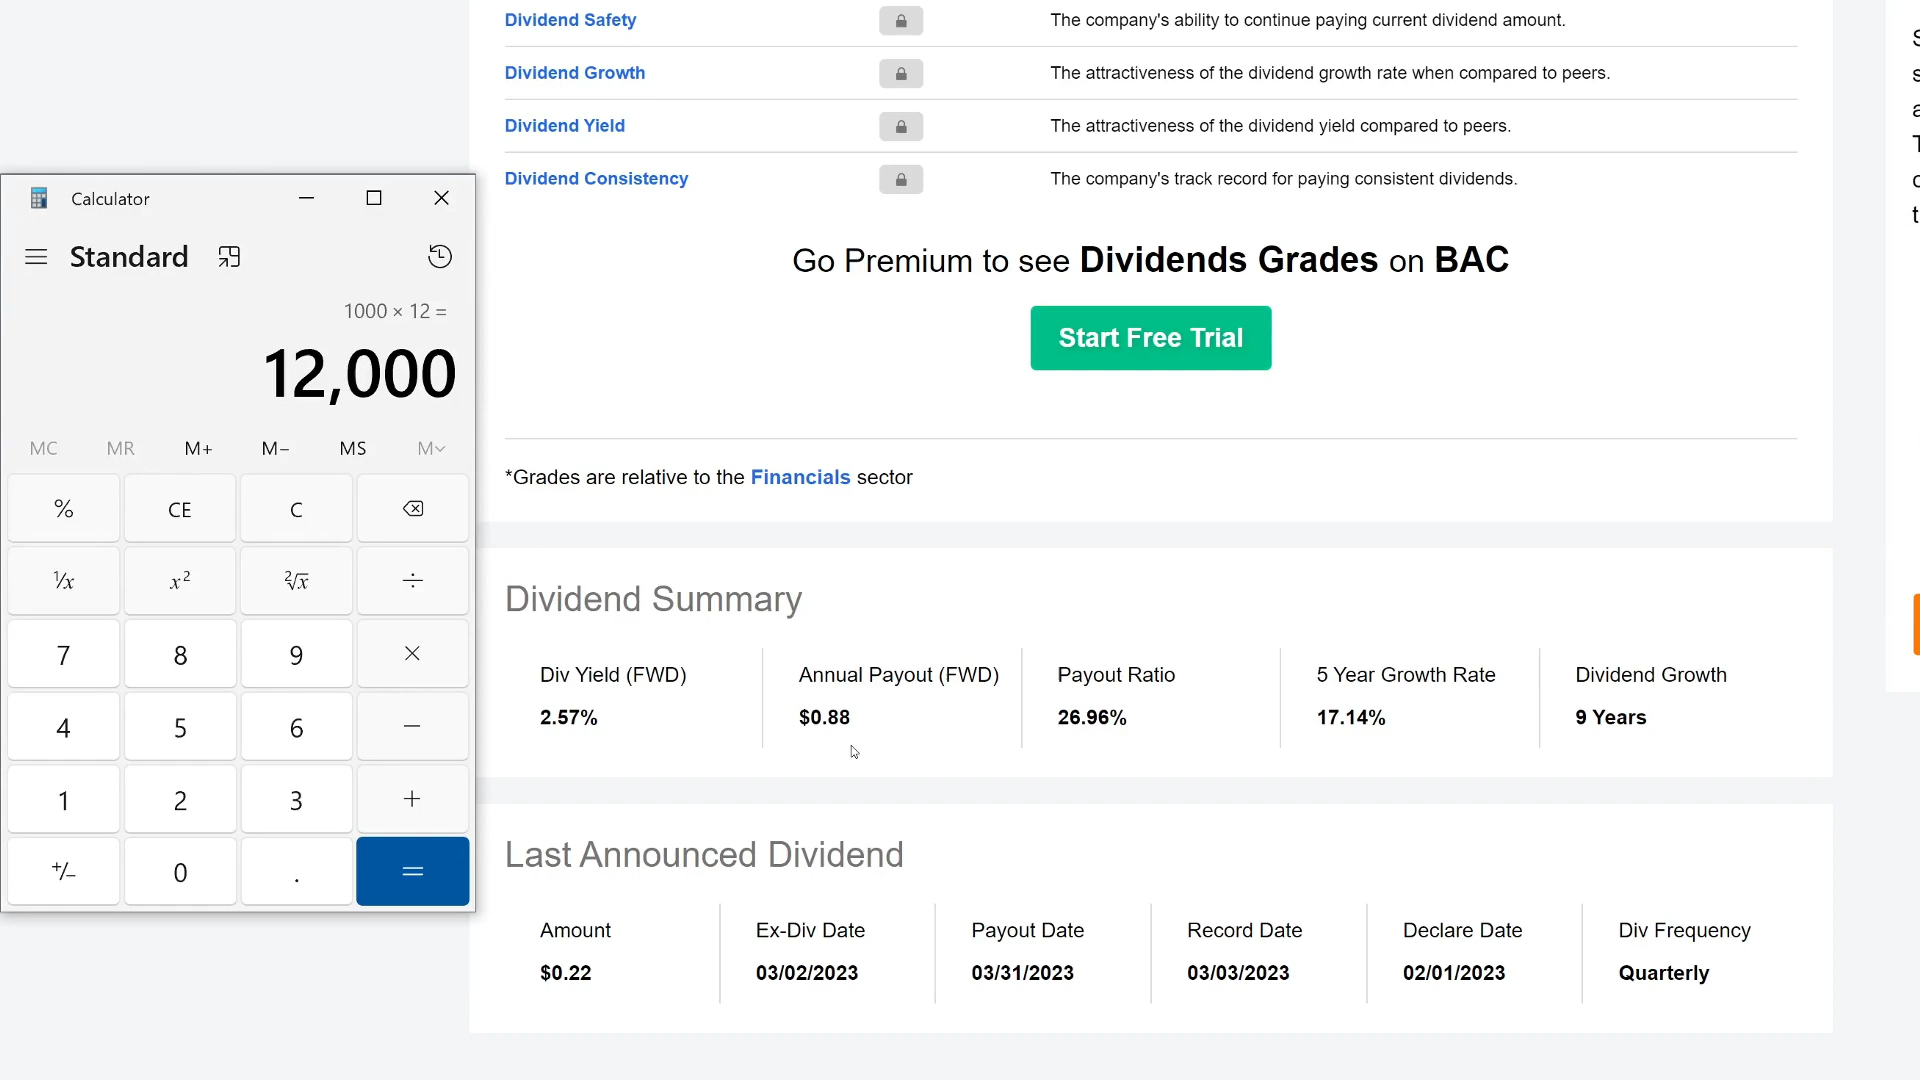 Dividend Safety
The company's ability to continue paying current dividend amount.
Dividend Growth
The attractiveness of the dividend growth rate when compared to peers.
Dividend Yield
The attractiveness of the dividend yield compared to peers.
Dividend Consistency
The company's track record for paying consistent dividends.
Go Premium to see Dividends Grades on BAC
Start Free Trial
*Grades are relative to the Financials sector
Calculator
Standard
1000 × 12 =
12,000
MC MR M+ M− MS M
% CE C
¹/x x² ²√x ÷
7 8 9 ×
4 5 6 −
1 2 3 +
+/− 0 . =
Dividend Summary
Div Yield (FWD) Annual Payout (FWD) Payout Ratio 5 Year Growth Rate Dividend Growth
2.57% $0.88 26.96% 17.14% 9 Years
Last Announced Dividend
Amount Ex-Div Date Payout Date Record Date Declare Date Div Frequency
$0.22 03/02/2023 03/31/2023 03/03/2023 02/01/2023 Quarterly